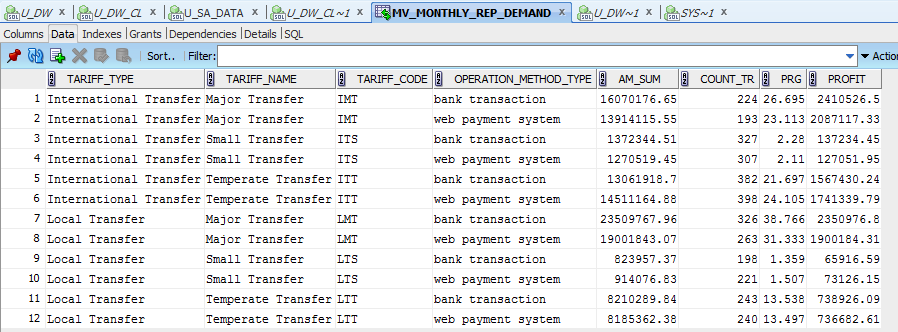 U_DW U_DW_CL U_SA_DATA U_DW_CL~1 MV_MONTHLY_REP_DEMAND U_DW~1 SYS~1
Columns Data Indexes Grants Dependencies Details SQL
Sort.. Filter: Action
TARIFF_TYPE TARIFF_NAME TARIFF_CODE OPERATION_METHOD_TYPE AM_SUM COUNT_TR PRG PROFIT
1 International Transfer Major Transfer IMT bank transaction 16070176.65 224 26.695 2410526.5
2 International Transfer Major Transfer IMT web payment system 13914115.55 193 23.113 2087117.33
3 International Transfer Small Transfer ITS bank transaction 1372344.51 327 2.28 137234.45
4 International Transfer Small Transfer ITS web payment system 1270519.45 307 2.11 127051.95
5 International Transfer Temperate Transfer ITT bank transaction 13061918.7 382 21.697 1567430.24
6 International Transfer Temperate Transfer ITT web payment system 14511164.88 398 24.105 1741339.79
7 Local Transfer Major Transfer LMT bank transaction 23509767.96 326 38.766 2350976.8
8 Local Transfer Major Transfer LMT web payment system 19001843.07 263 31.333 1900184.31
9 Local Transfer Small Transfer LTS bank transaction 823957.37 198 1.359 65916.59
10 Local Transfer Small Transfer LTS web payment system 914076.83 221 1.507 73126.15
11 Local Transfer Temperate Transfer LTT bank transaction 8210289.84 243 13.538 738926.09
12 Local Transfer Temperate Transfer LTT web payment system 8185362.38 240 13.497 736682.61